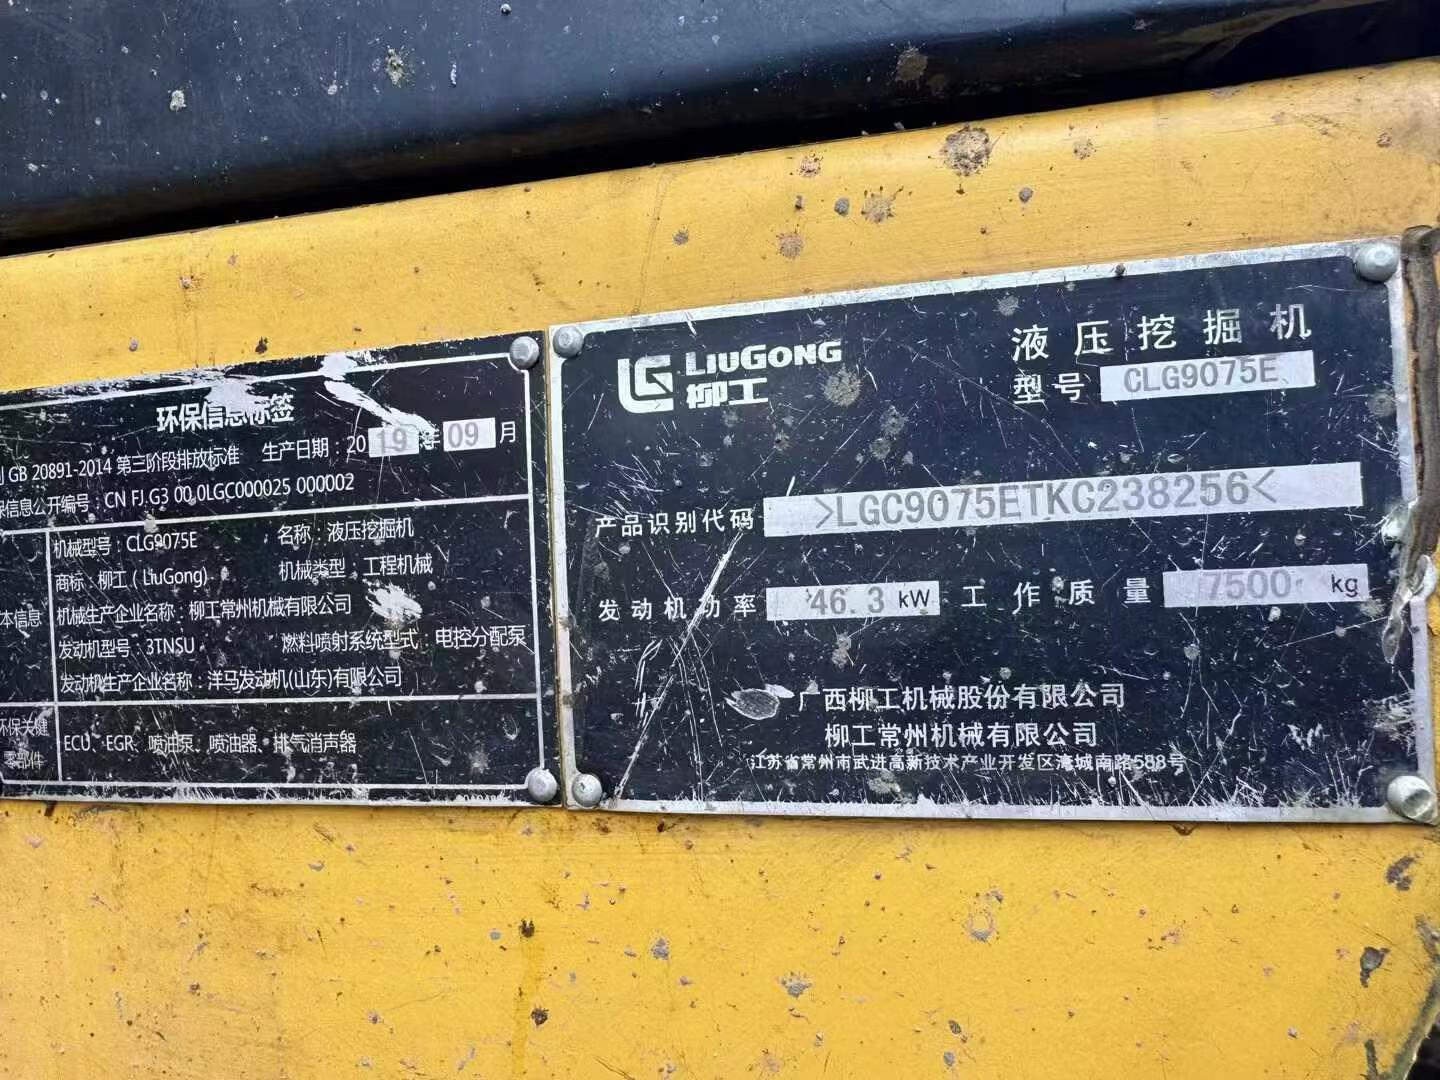 环保信息标签
GB 20891-2014 第三阶段排放标准 生产日期：2019年09月
信息公开编号：CN FJ G3 00 0LGC000025 000002
本信息
机械型号：CLG9075E 名称：液压挖掘机
商标：柳工（LiuGong） 机械类型：工程机械
机械生产企业名称：柳工常州机械有限公司
发动机型号：3TNSU 燃料喷射系统型式：电控分配泵
发动机生产企业名称：洋马发动机(山东)有限公司
环保关键
零部件
ECU、EGR、喷油泵、喷油器、排气消声器
LG LIUGONG
柳工
液压挖掘机
型号 CLG9075E
产品识别代码 >LGC9075ETKC238256<
发动机功率 46.3 kW 工作质量 7500 kg
广西柳工机械股份有限公司
柳工常州机械有限公司
江苏省常州市武进高新技术产业开发区淹城南路588号